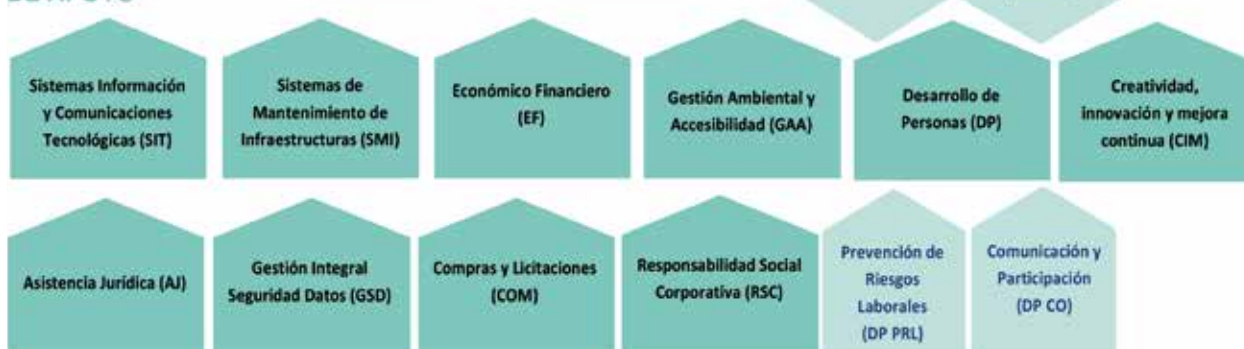 Sistemas Información
y Comunicaciones
Tecnológicas (SIT)
Sistemas de
Mantenimiento de
Infraestructuras (SMI)
Económico Financiero
(EF)
Gestión Ambiental y
Accesibilidad (GAA)
Desarrollo de
Personas (DP)
Creatividad,
innovación y mejora
continua (CIM)
Asistencia Jurídica (AJ)
Gestión Integral
Seguridad Datos (GSD)
Compras y Licitaciones
(COM)
Responsabilidad Social
Corporativa (RSC)
Prevención de
Riesgos
Laborales
(DP PRL)
Comunicación y
Participación
(DP CO)